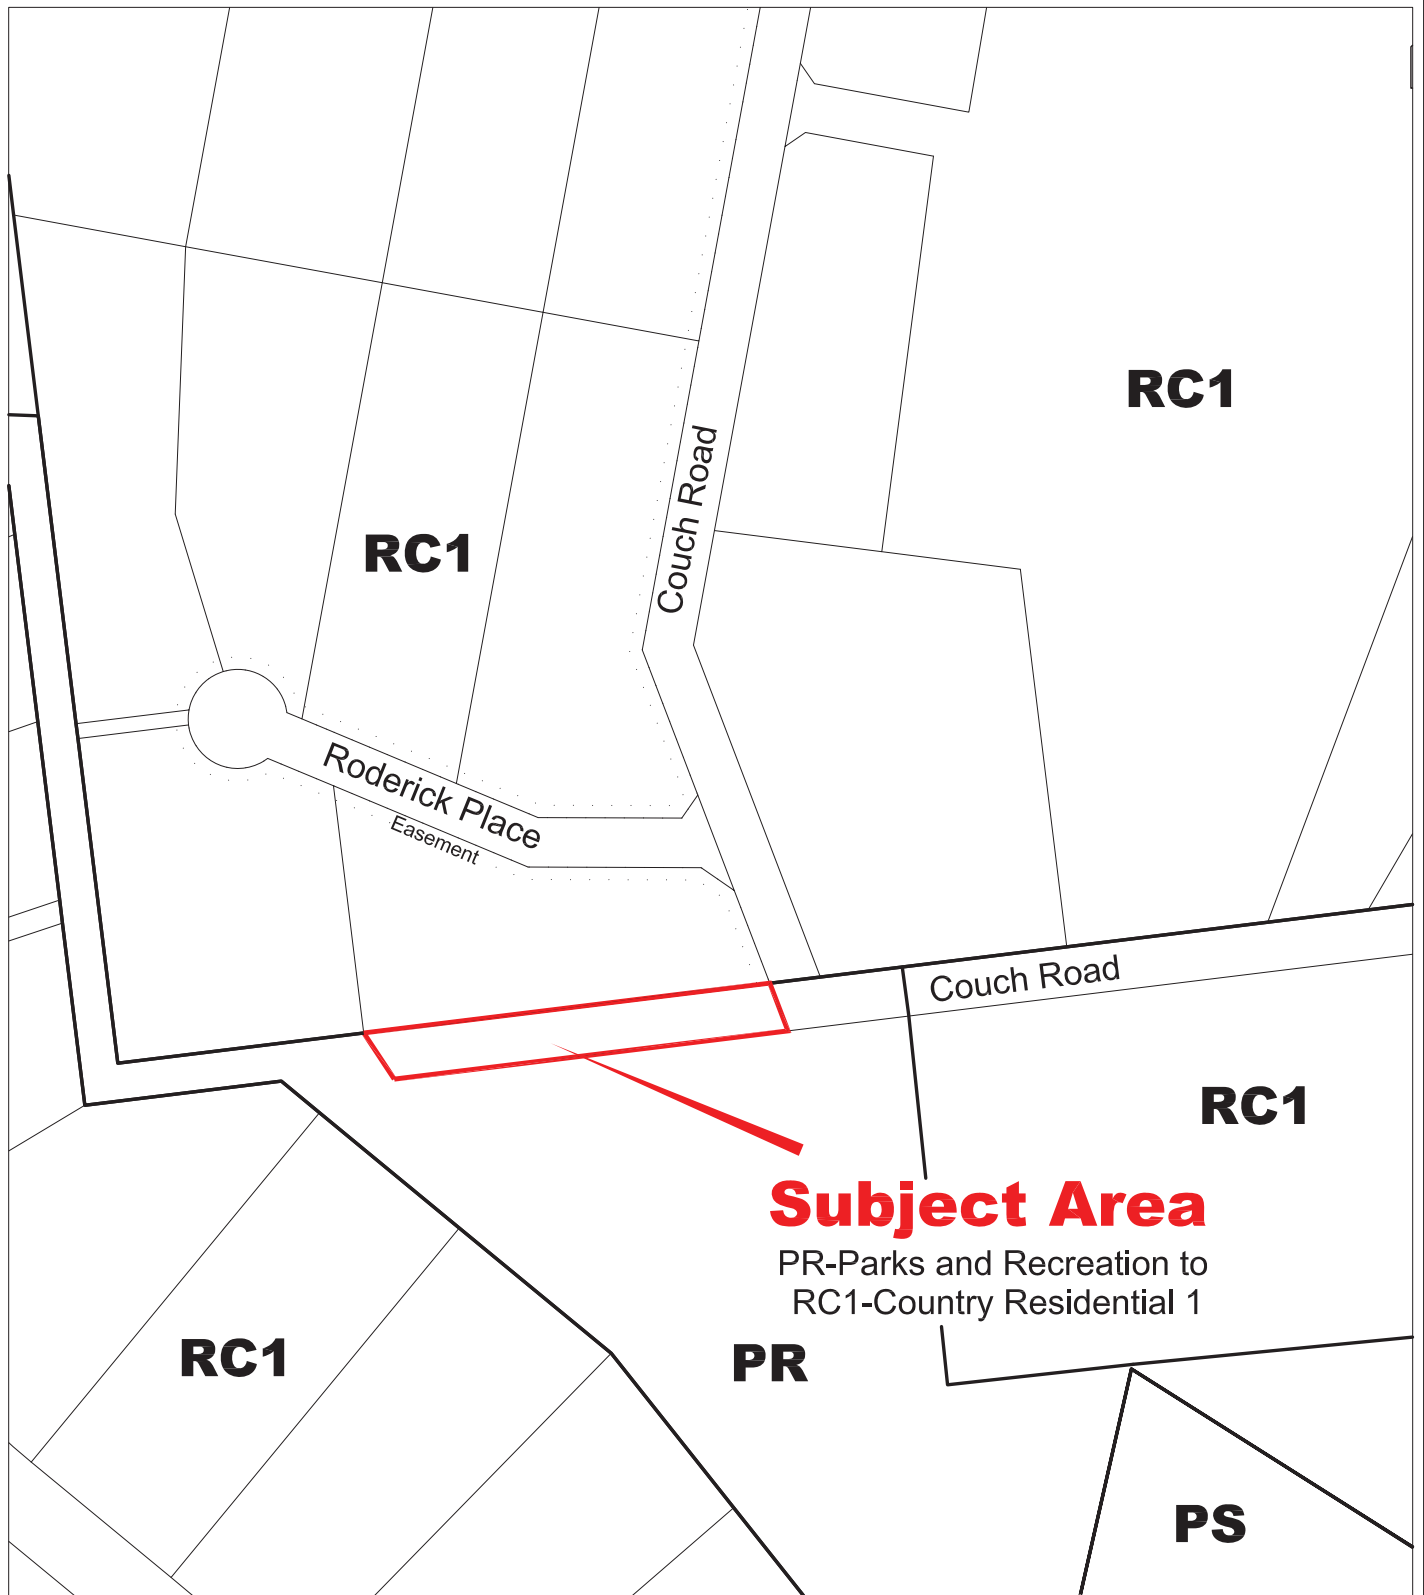 RC1
Couch Road
RC1
Roderick Place
Easement
Couch Road
RC1
Subject Area
PR-Parks and Recreation to
RC1-Country Residential 1
RC1
PR
PS